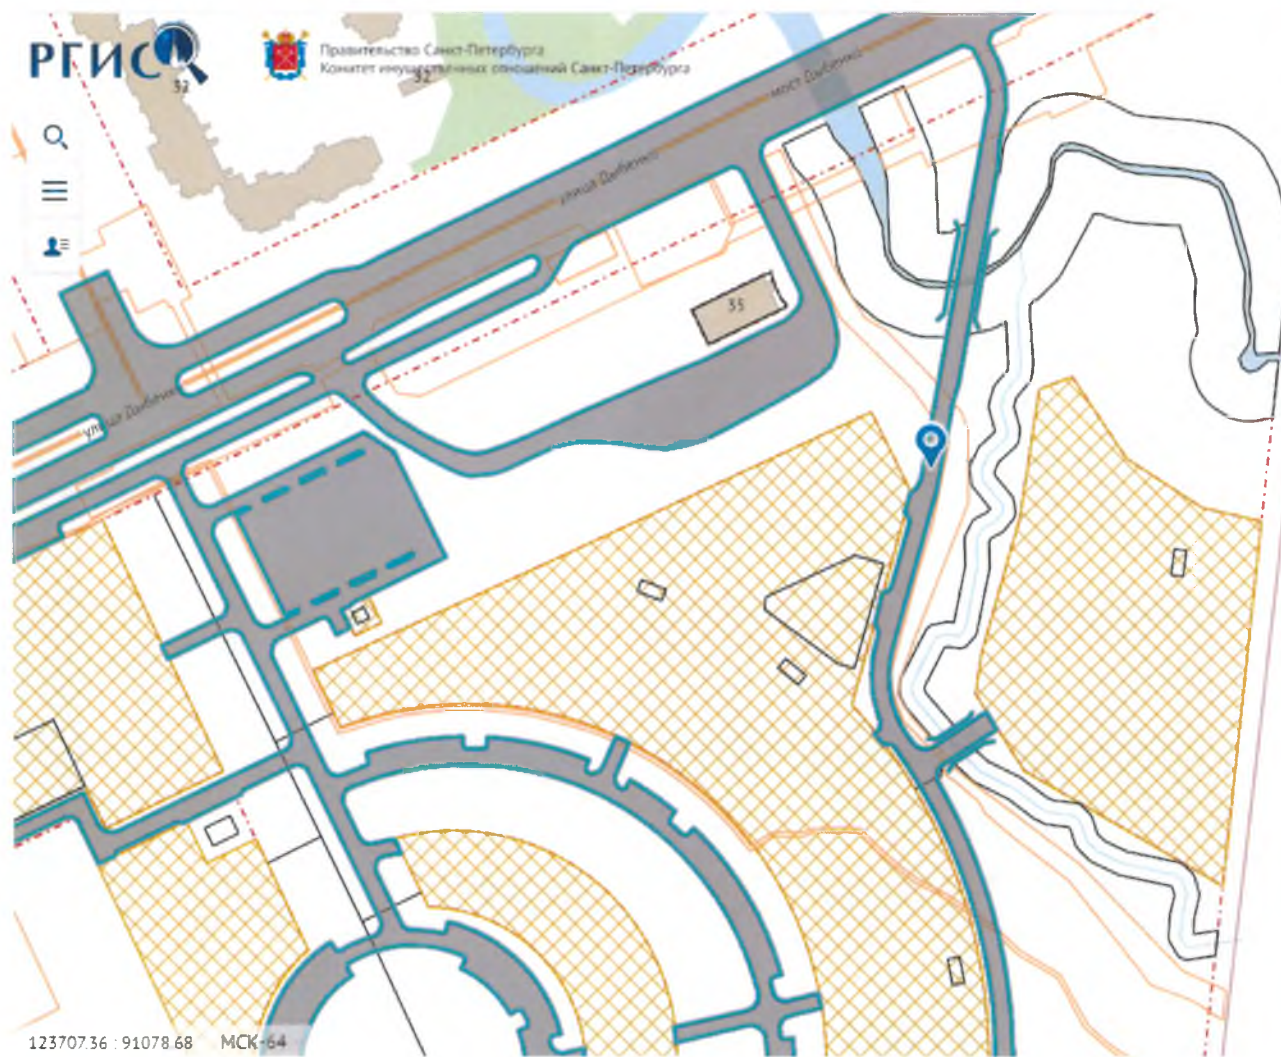 РГИС
Правительство Санкт-Петербурга
Комитет имущественных отношений Санкт-Петербурга
32
32
мост Дыбенко
улица Дыбенко
35
улица Дыбенко
123707.36 : 91078.68 МСК-64